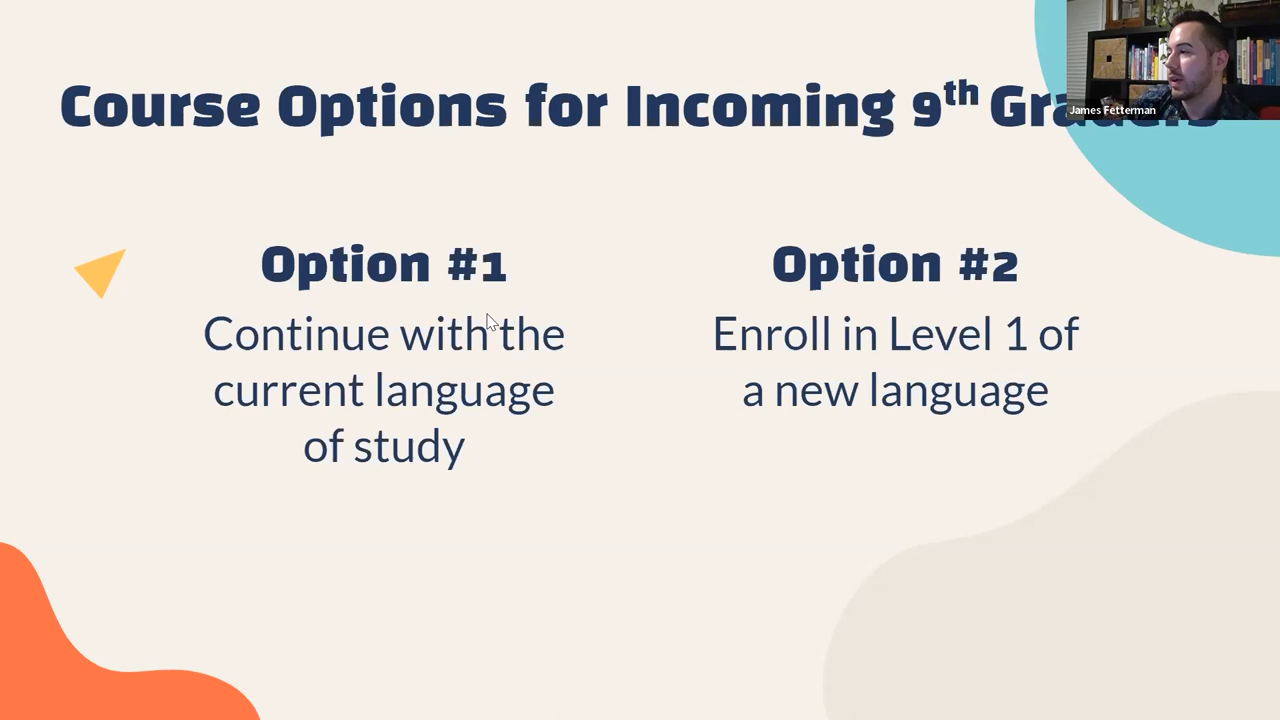 Course Options for Incoming 9th
James Fetterman
Option #1
Continue with the
current language
of study
Option #2
Enroll in Level 1 of
a new language